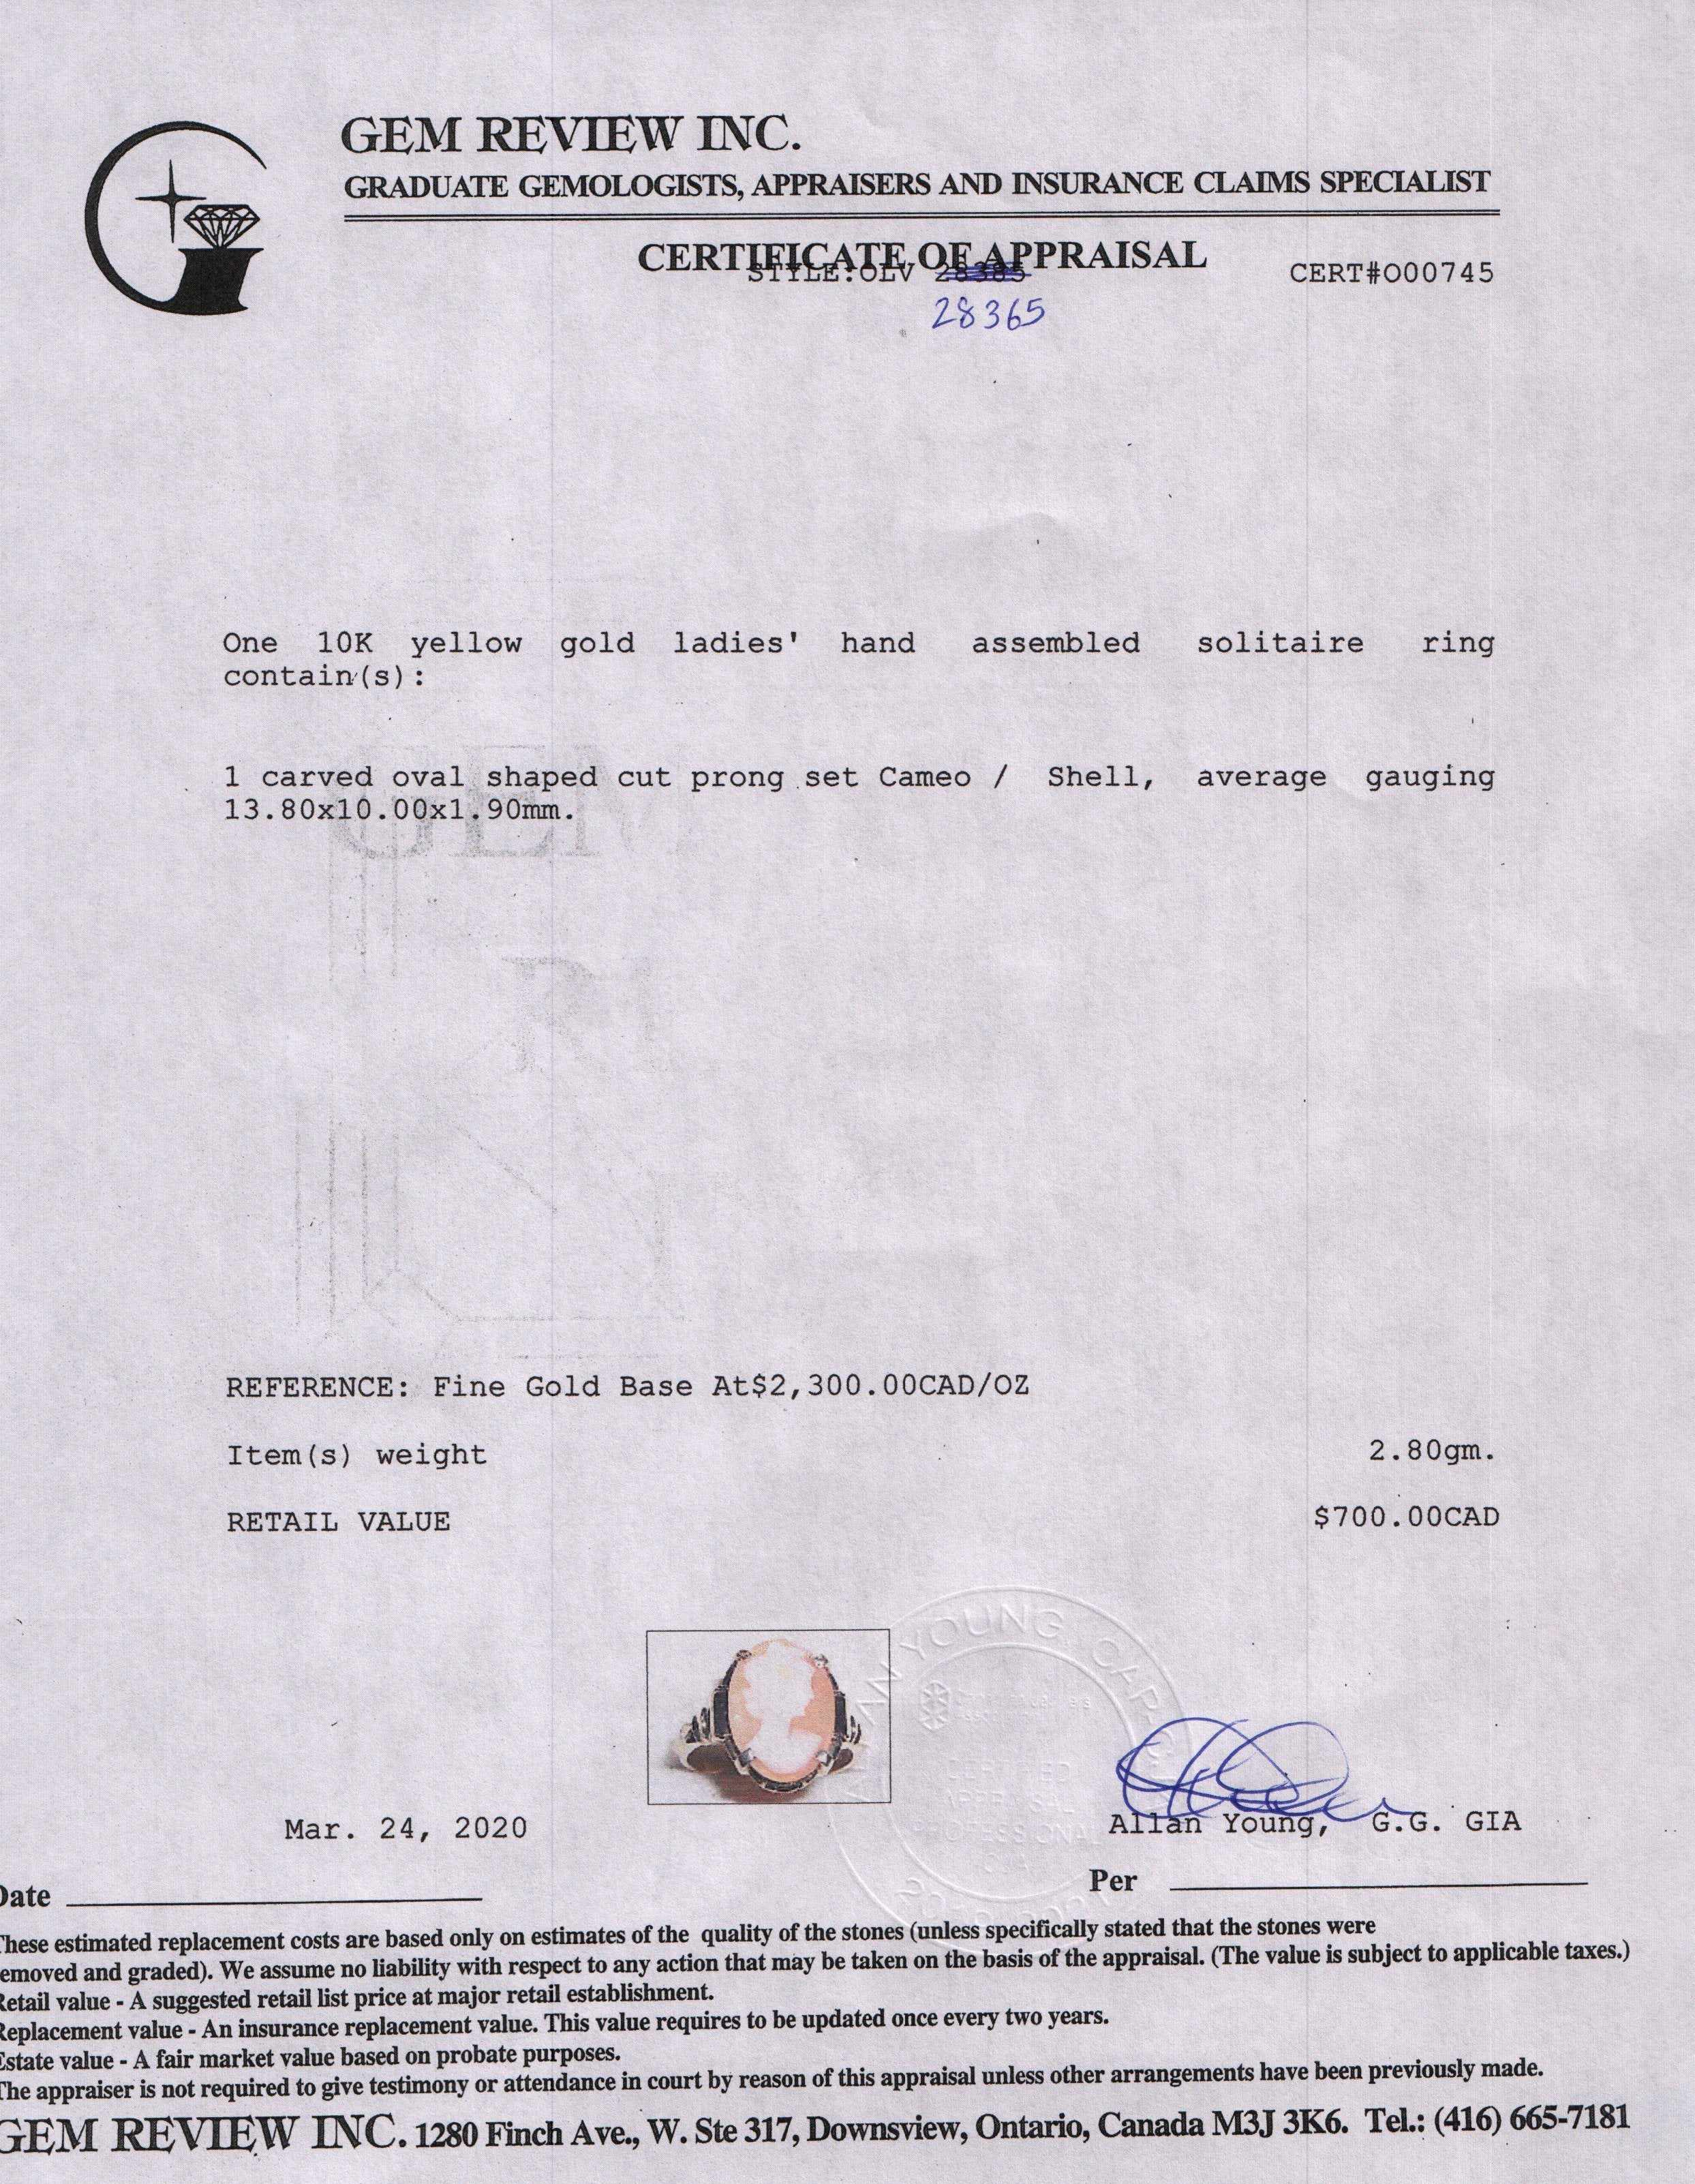 GEM REVIEW INC.
GRADUATE GEMOLOGISTS, APPRAISERS AND INSURANCE CLAIMS SPECIALIST
CERTIFICATE OF APPRAISAL
STYLE:OLV 28385
CERT#O00745
28365
One 10K yellow gold ladies' hand assembled solitaire ring
contain(s):
1 carved oval shaped cut prong set Cameo / Shell, average gauging
13.80x10.00x1.90mm.
REFERENCE: Fine Gold Base At$2,300.00CAD/OZ
Item(s) weight 2.80gm.
RETAIL VALUE $700.00CAD
YOUNG
Mar. 24, 2020
Allan Young, G.G. GIA
Date
Per
These estimated replacement costs are based only on estimates of the quality of the stones (unless specifically stated that the stones were
emoved and graded). We assume no liability with respect to any action that may be taken on the basis of the appraisal. (The value is subject to applicable taxes.)
Retail value - A suggested retail list price at major retail establishment.
Replacement value - An insurance replacement value. This value requires to be updated once every two years.
Estate value - A fair market value based on probate purposes.
The appraiser is not required to give testimony or attendance in court by reason of this appraisal unless other arrangements have been previously made.
GEM REVIEW INC. 1280 Finch Ave., W. Ste 317, Downsview, Ontario, Canada M3J 3K6. Tel.: (416) 665-7181